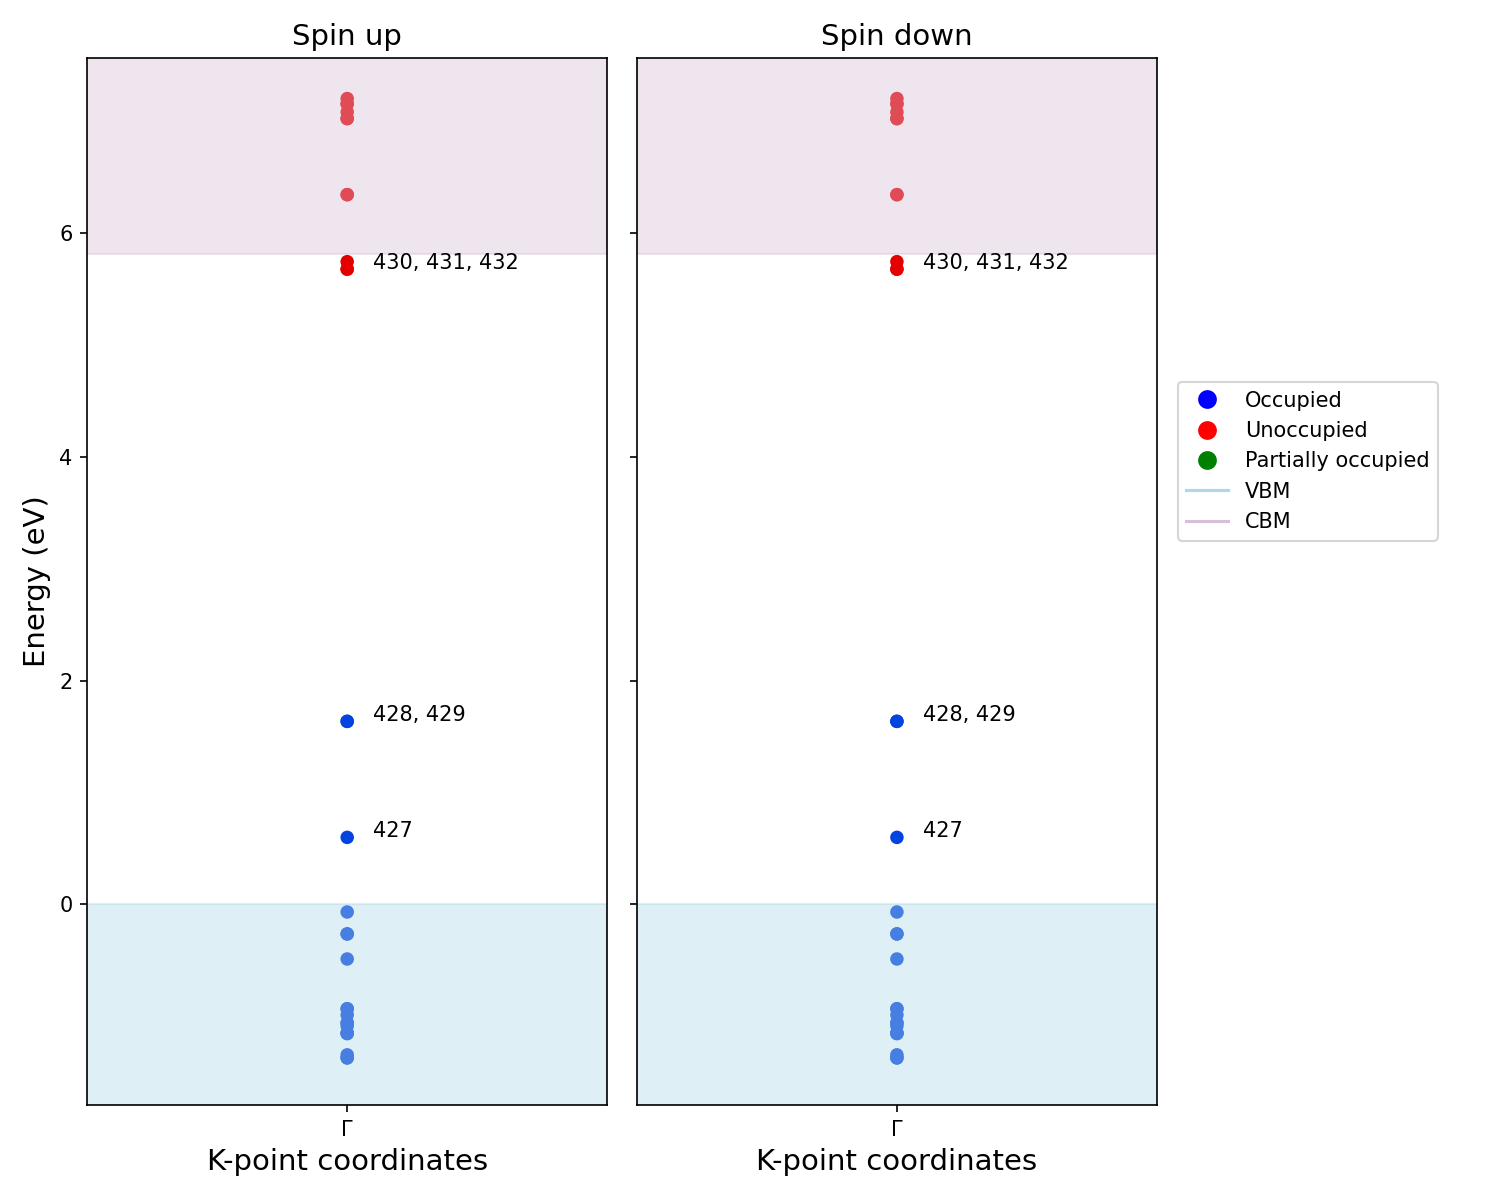 Spin up
Spin down
Energy (eV)
6
4
2
0
430, 431, 432
428, 429
427
430, 431, 432
428, 429
427
Γ
Γ
K-point coordinates
K-point coordinates
Occupied
Unoccupied
Partially occupied
VBM
CBM